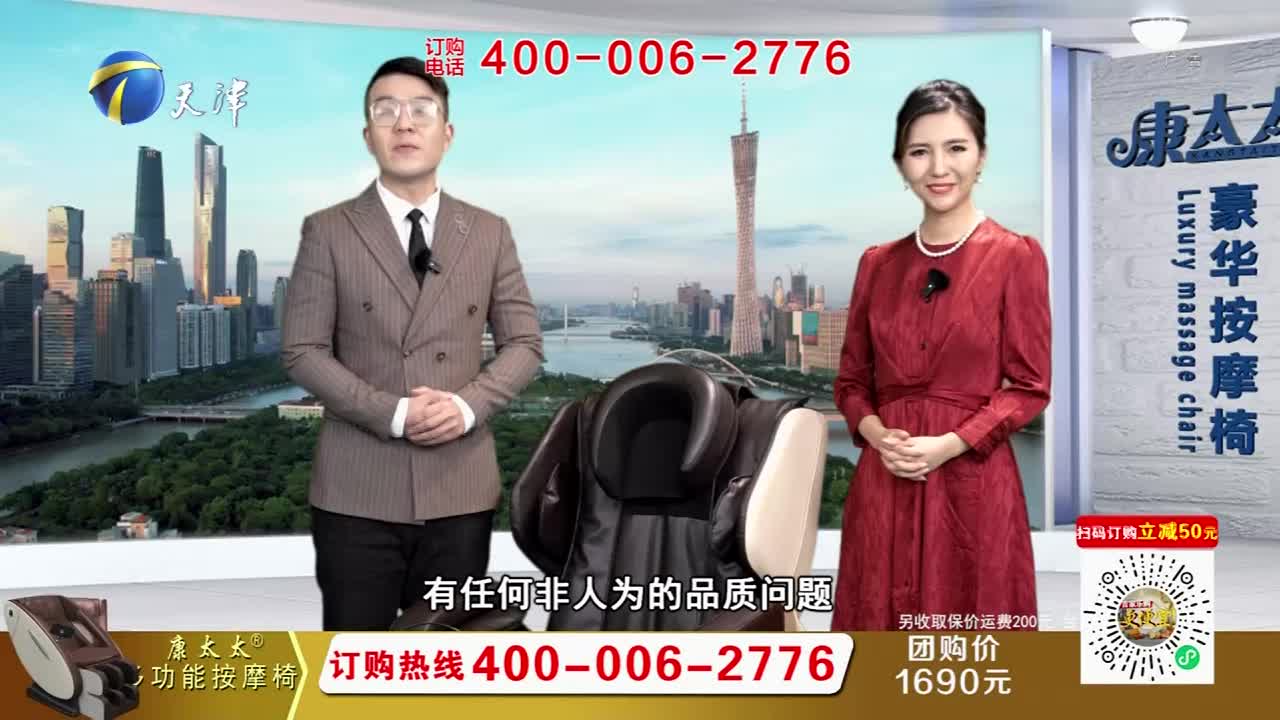 订购电话 400-006-2776
天津
广告
康太太
KANGTAITAI
豪华按摩椅
Luxury massage chair
扫码订购立减50元
有任何非人为的品质问题
另收取保价运费200元
康太太®
多功能按摩椅
订购热线400-006-2776
团购价
1690元